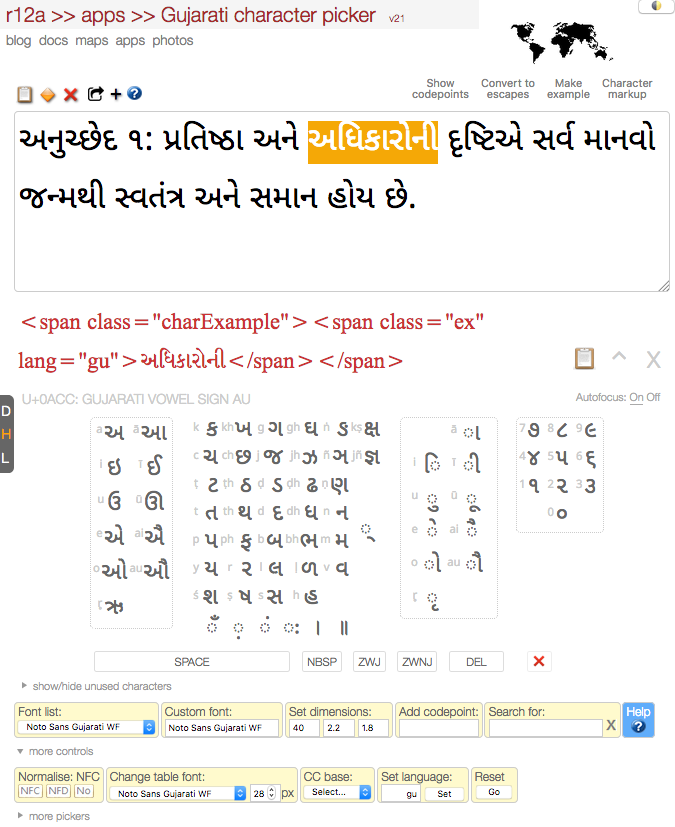 r12a >> apps >> Gujarati character picker v21
blog docs maps apps photos
Show codepoints
Convert to escapes
Make example
Character markup
અનુચ્છેદ ૧: પ્રતિષ્ઠા અને અધિકારોની દૃષ્ટિએ સર્વ માનવો
જન્મથી સ્વતંત્ર અને સમાન હોય છે.
<span class="charExample"><span class="ex"
lang="gu">અધિકારોની</span></span>
X
U+0ACC: GUJARATI VOWEL SIGN AU
Autofocus: On Off
D
H
L
a અ ā આ
i ઇ ī ઈ
u ઉ ū ઊ
e એ ai ઐ
o ઓ au ઔ
r̥ ઋ
k ક kh ખ g ગ gh ઘ ṅ ઙ kṣ ક્ષ
c ચ ch છ j જ jh ઝ ñ ઞ jñ જ્ઞ
ṭ ટ ṭh ઠ ḍ ડ ḍh ઢ ṇ ણ
t ત th થ d દ dh ધ n ન
p પ ph ફ b બ bh ભ m મ ્
y ય r ર l લ ḷ ળ v વ
ś શ ṣ ષ s સ h હ
ઁ ઼ ં ઃ । ॥
ā ા
i િ ī ી
u ુ ū ૂ
e ે ai ૈ
o ો au ૌ
r̥ ૃ
7 ૭ 8 ૮ 9 ૯
4 ૪ 5 ૫ 6 ૬
1 ૧ 2 ૨ 3 ૩
0 ૦
SPACE NBSP ZWJ ZWNJ DEL
show/hide unused characters
Font list: Custom font: Set dimensions: Add codepoint: Search for: Help
Noto Sans Gujarati WF Noto Sans Gujarati WF 40 2.2 1.8 X ?
more controls
Normalise: NFC Change table font: CC base: Set language: Reset
NFC NFD No Noto Sans Gujarati WF 28 px Select... gu Set Go
more pickers